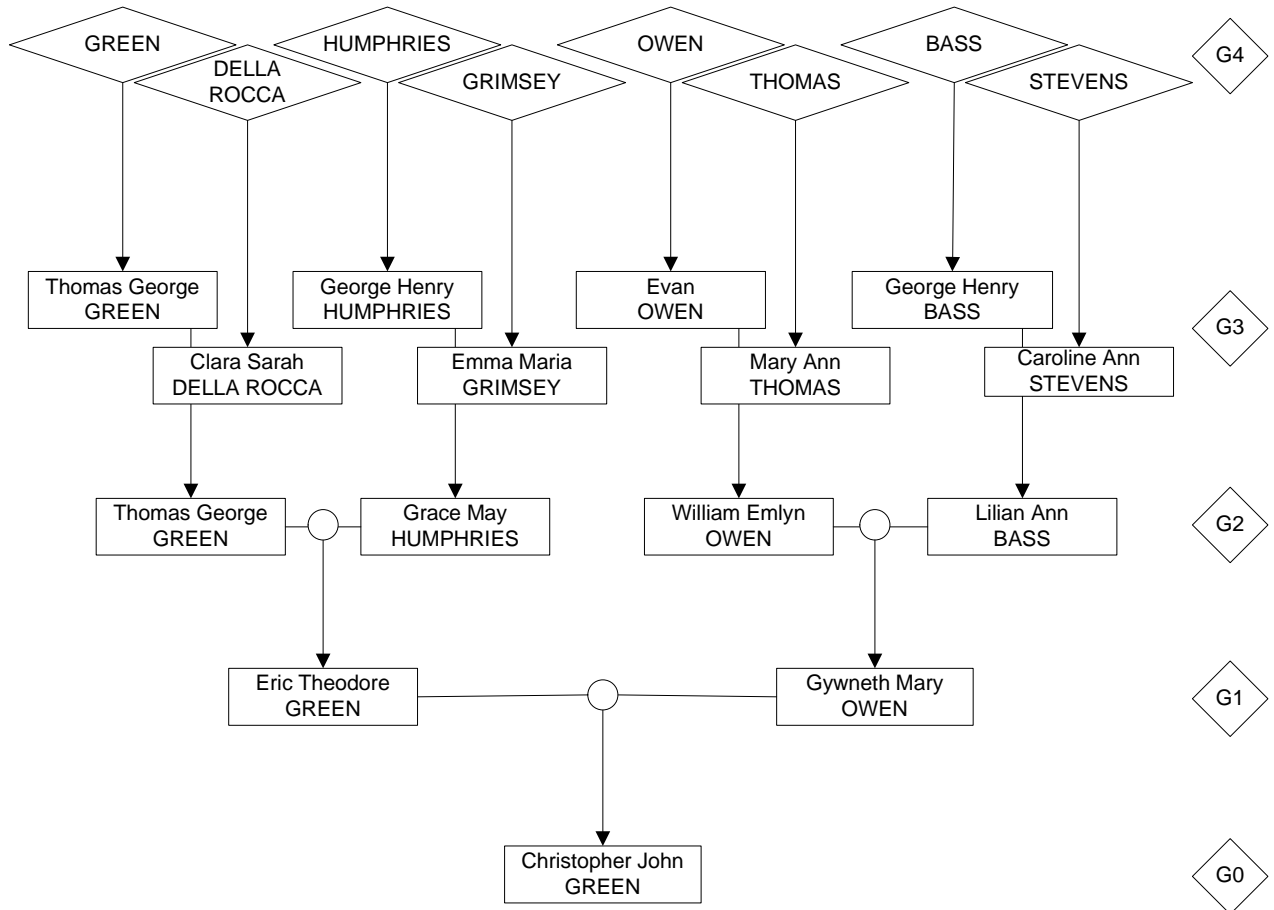 GREEN
HUMPHRIES
OWEN
BASS
G4
DELLA
ROCCA
GRIMSEY
THOMAS
STEVENS
Thomas George
GREEN
George Henry
HUMPHRIES
Evan
OWEN
George Henry
BASS
G3
Clara Sarah
DELLA ROCCA
Emma Maria
GRIMSEY
Mary Ann
THOMAS
Caroline Ann
STEVENS
Thomas George
GREEN
Grace May
HUMPHRIES
William Emlyn
OWEN
Lilian Ann
BASS
G2
Eric Theodore
GREEN
Gywneth Mary
OWEN
G1
Christopher John
GREEN
G0